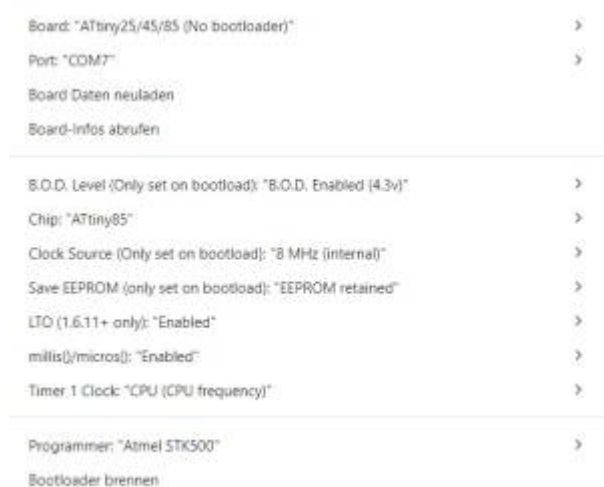 Board: "ATtiny25/45/85 (No bootloader)"
Port: "COM7"
Board Daten neuladen
Board-Infos abrufen
B.O.D. Level (Only set on bootload): "B.O.D. Enabled (4.3v)"
Chip: "ATtiny85"
Clock Source (Only set on bootload): "8 MHz (internal)"
Save EEPROM (only set on bootload): "EEPROM retained"
LTO (1.6.11+ only): "Enabled"
millis()/micros(): "Enabled"
Timer 1 Clock: "CPU (CPU frequency)"
Programmer: "Atmel STK500"
Bootloader brennen